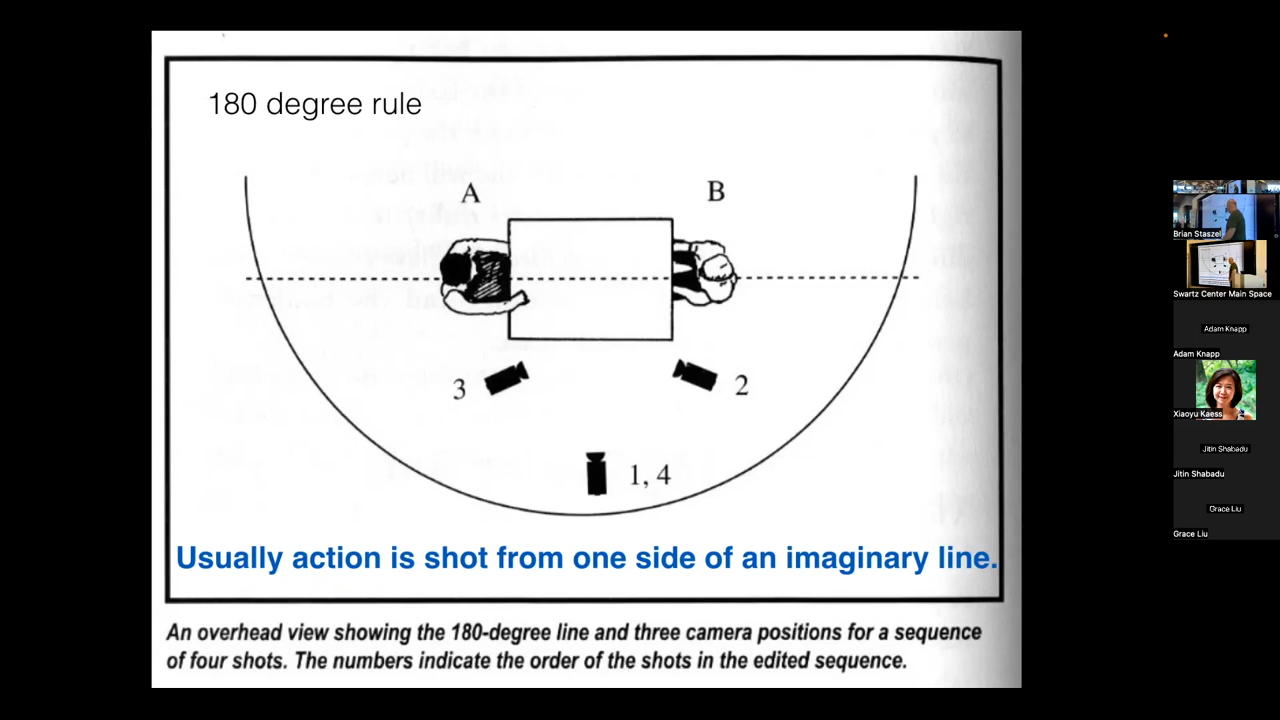 180 degree rule
A
B
3
2
1, 4
Usually action is shot from one side of an imaginary line.
An overhead view showing the 180-degree line and three camera positions for a sequence
of four shots. The numbers indicate the order of the shots in the edited sequence.
Brian Staszel
Swartz Center Main Space
Adam Knapp
Adam Knapp
Xiaoyu Kaess
Jitin Shabadu
Jitin Shabadu
Grace Liu
Grace Liu